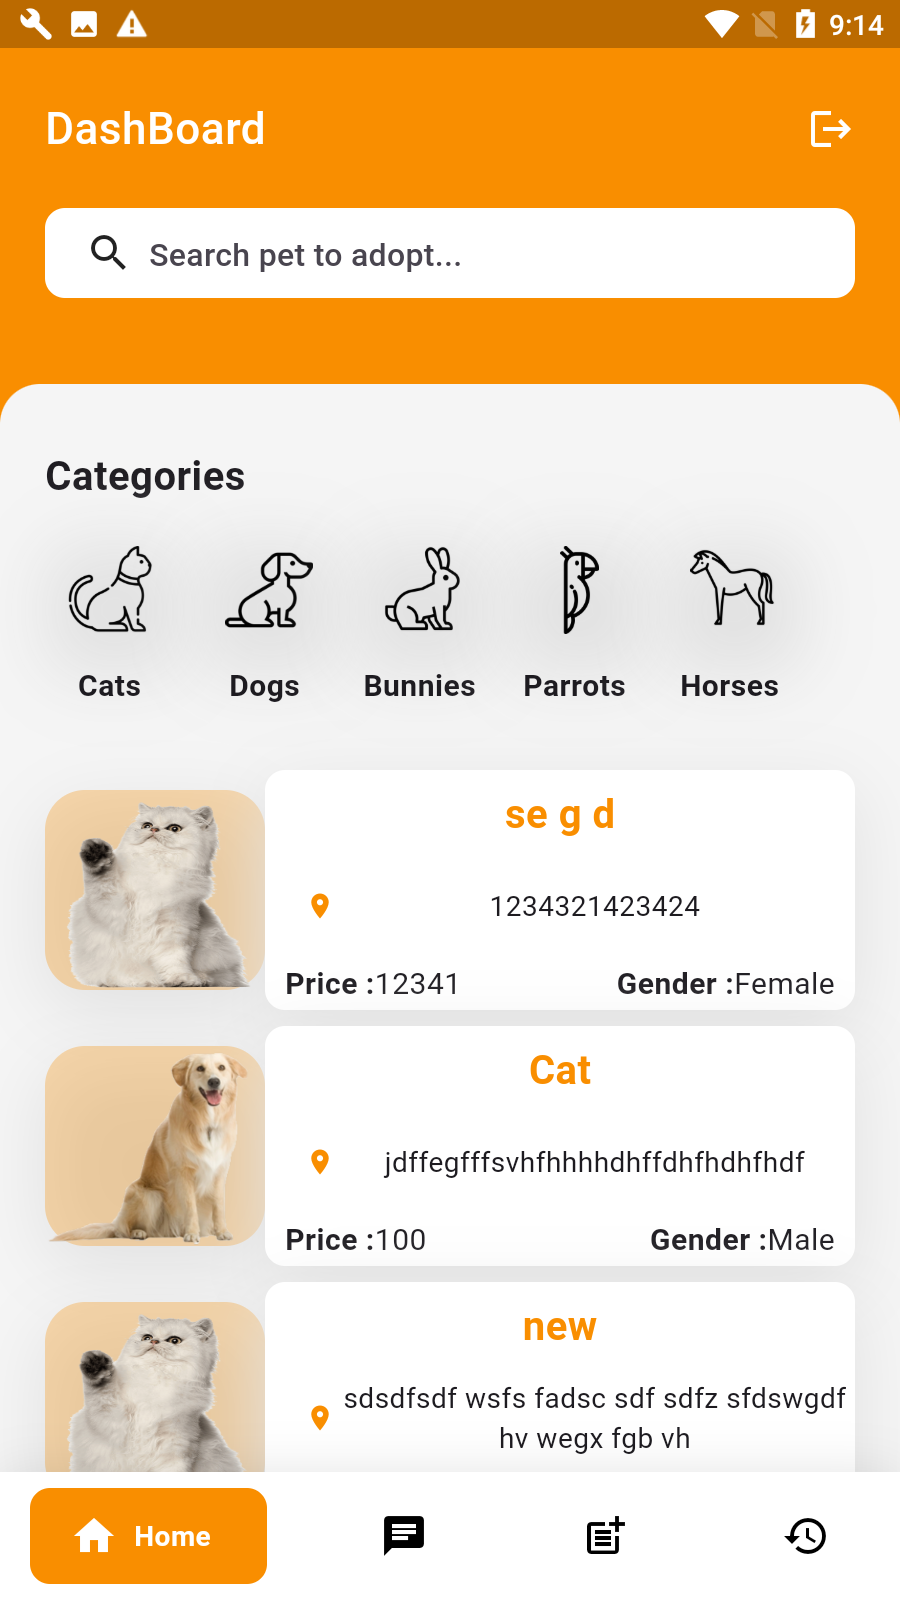 9:14
DashBoard
Search pet to adopt...
Categories
Cats Dogs Bunnies Parrots Horses
se g d
1234321423424
Price :12341 Gender :Female
Cat
jdffegfffsvhfhhhhdhffdhfhdhfhdf
Price :100 Gender :Male
new
sdsdfsdf wsfs fadsc sdf sdfz sfdswgdf
hv wegx fgb vh
Home